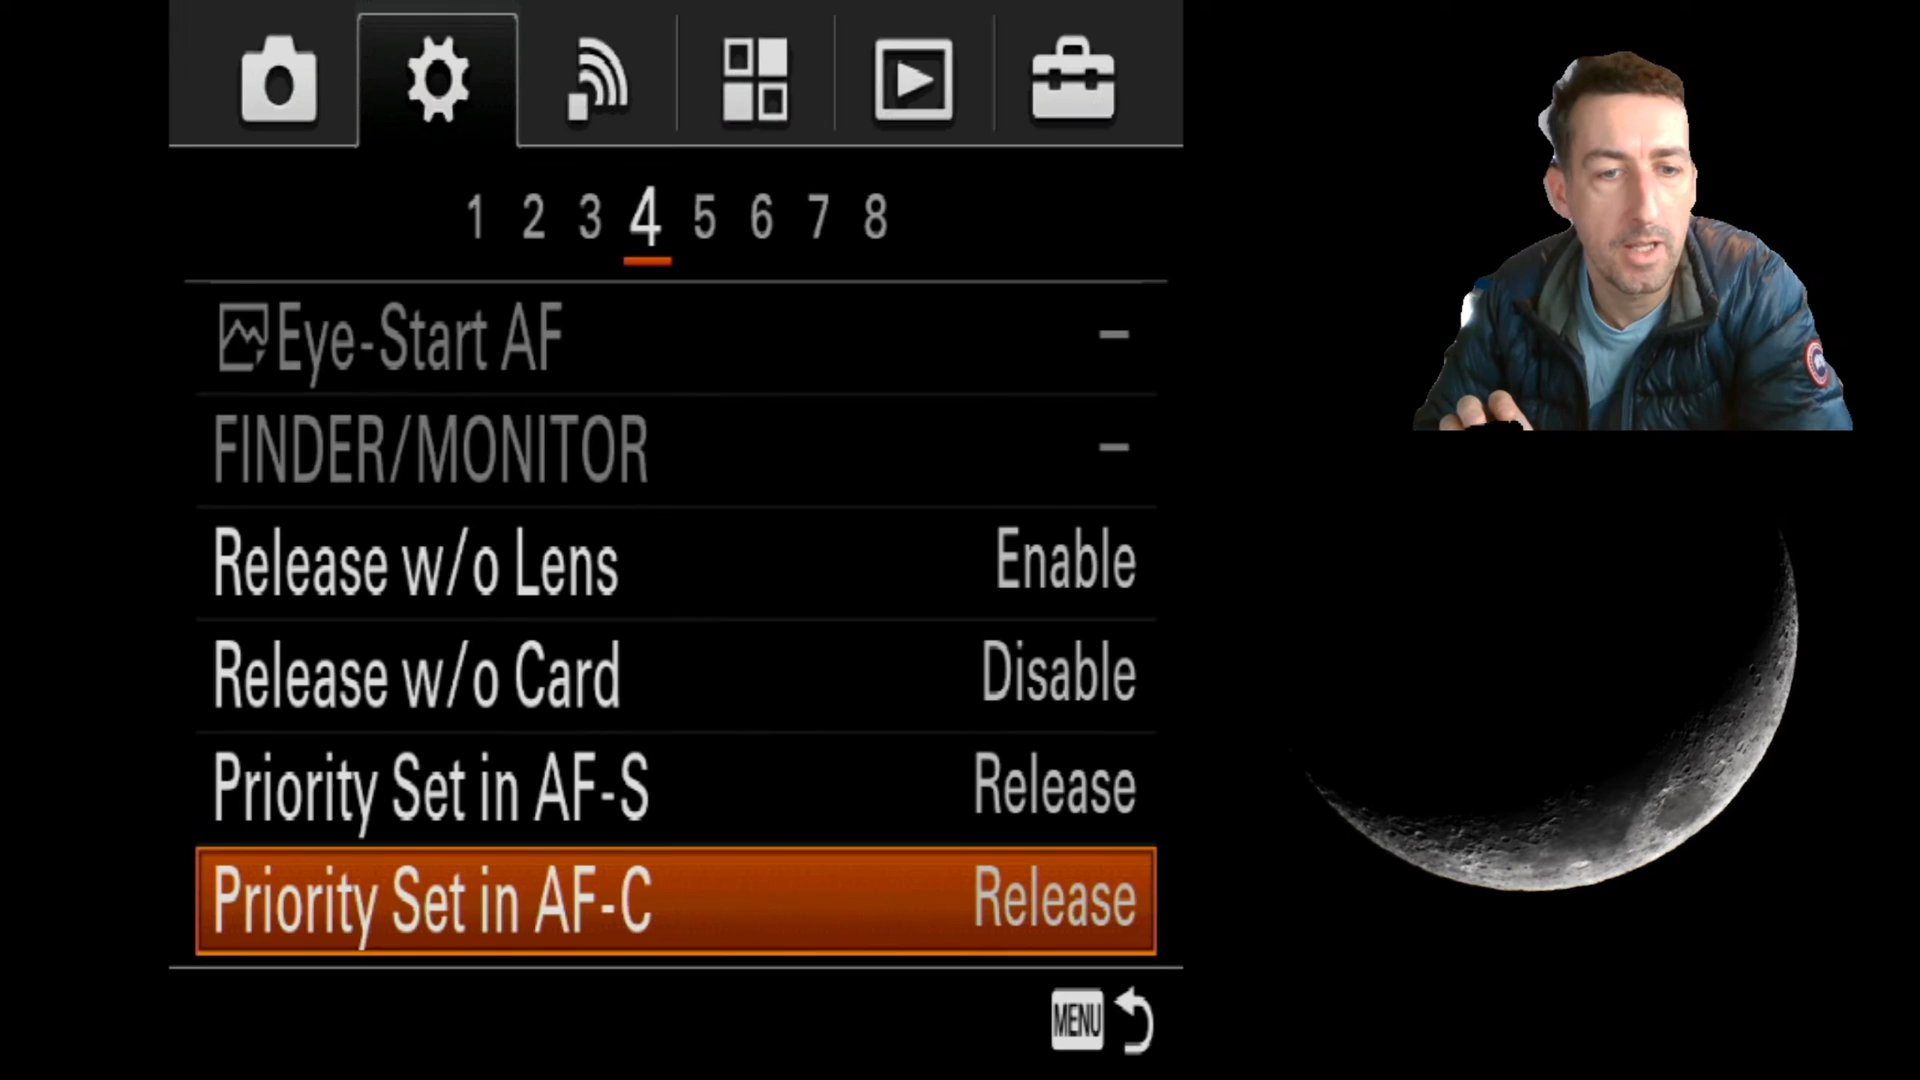 1 2 3 4 5 6 7 8
Eye-Start AF –
FINDER/MONITOR –
Release w/o Lens Enable
Release w/o Card Disable
Priority Set in AF-S Release
Priority Set in AF-C Release
MENU